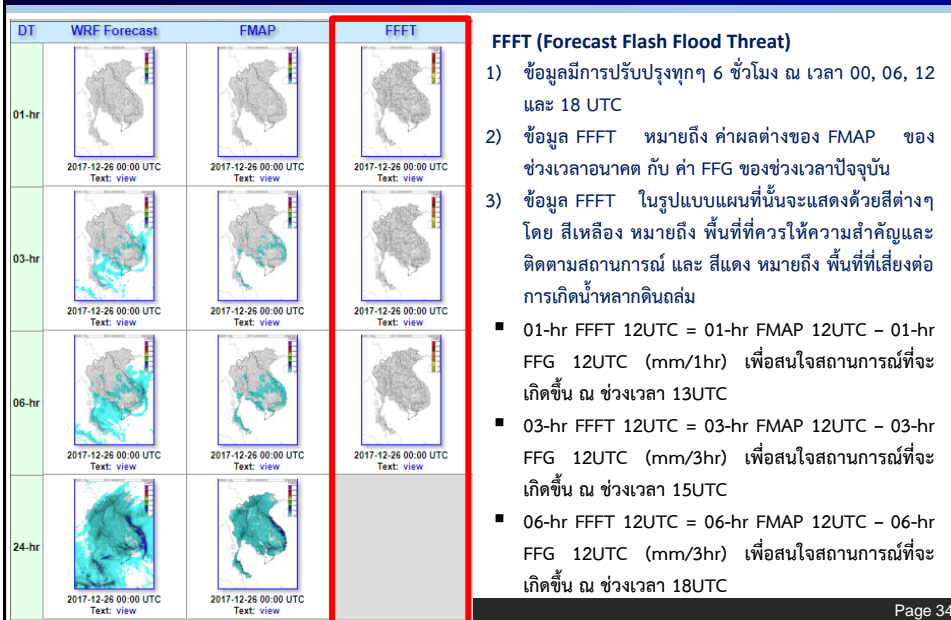 DT WRF Forecast FMAP FFFT
01-hr
2017-12-26 00:00 UTC 2017-12-26 00:00 UTC 2017-12-26 00:00 UTC
Text: view Text: view Text: view
03-hr
2017-12-26 00:00 UTC 2017-12-26 00:00 UTC 2017-12-26 00:00 UTC
Text: view Text: view Text: view
06-hr
2017-12-26 00:00 UTC 2017-12-26 00:00 UTC 2017-12-26 00:00 UTC
Text: view Text: view Text: view
24-hr
2017-12-26 00:00 UTC 2017-12-26 00:00 UTC
Text: view Text: view
FFFT (Forecast Flash Flood Threat)
1) ข้อมูลมีการปรับปรุงทุกๆ 6 ชั่วโมง ณ เวลา 00, 06, 12
และ 18 UTC
2) ข้อมูล FFFT หมายถึง ค่าผลต่างของ FMAP ของ
ช่วงเวลาอนาคต กับ ค่า FFG ของช่วงเวลาปัจจุบัน
3) ข้อมูล FFFT ในรูปแบบแผนที่นั้นจะแสดงด้วยสีต่างๆ
โดย สีเหลือง หมายถึง พื้นที่ที่ควรให้ความสำคัญและ
ติดตามสถานการณ์ และ สีแดง หมายถึง พื้นที่ที่เสี่ยงต่อ
การเกิดน้ำหลากดินถล่ม
▪ 01-hr FFFT 12UTC = 01-hr FMAP 12UTC – 01-hr
FFG 12UTC (mm/1hr) เพื่อสนใจสถานการณ์ที่จะ
เกิดขึ้น ณ ช่วงเวลา 13UTC
▪ 03-hr FFFT 12UTC = 03-hr FMAP 12UTC – 03-hr
FFG 12UTC (mm/3hr) เพื่อสนใจสถานการณ์ที่จะ
เกิดขึ้น ณ ช่วงเวลา 15UTC
▪ 06-hr FFFT 12UTC = 06-hr FMAP 12UTC – 06-hr
FFG 12UTC (mm/3hr) เพื่อสนใจสถานการณ์ที่จะ
เกิดขึ้น ณ ช่วงเวลา 18UTC
Page 34